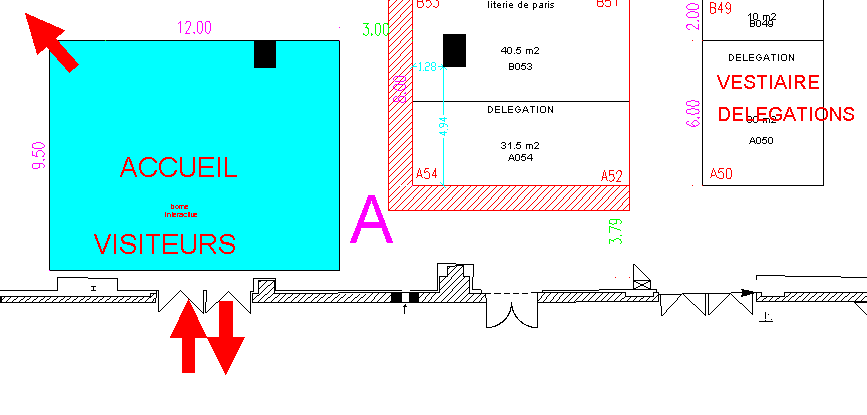 B53
literie de paris
B51
B49
10 m2
B049
12.00
3.00
2.00
40.5 m2
B053
DELEGATION
VESTIAIRE
1.28
8.00
DELEGATION
DELEGATIONS
6.00
4.94
9.50
31.5 m2
A054
A050
ACCUEIL
A54
A52
A50
borne
interactive
A
VISITEURS
3.79